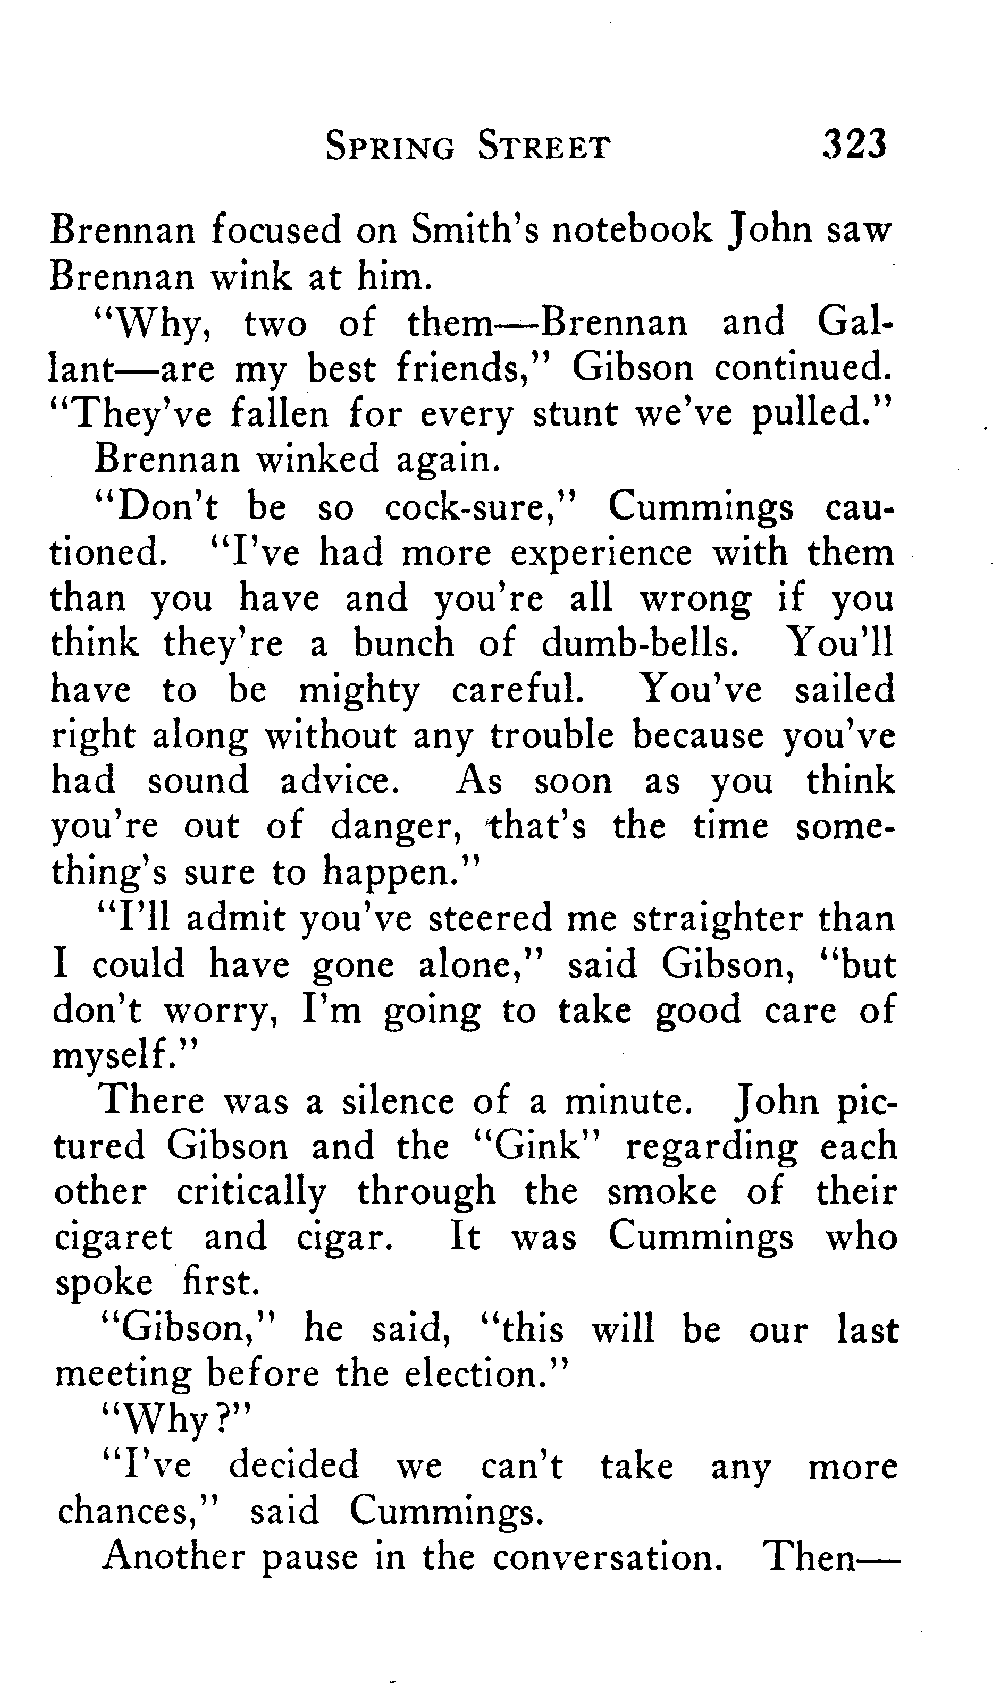 SPRING STREET 323
Brennan focused on Smith's notebook John saw
Brennan wink at him.
"Why, two of them—Brennan and Gal-
lant—are my best friends," Gibson continued.
"They've fallen for every stunt we've pulled."
Brennan winked again.
"Don't be so cock-sure," Cummings cau-
tioned. "I've had more experience with them
than you have and you're all wrong if you
think they're a bunch of dumb-bells. You'll
have to be mighty careful. You've sailed
right along without any trouble because you've
had sound advice. As soon as you think
you're out of danger, that's the time some-
thing's sure to happen."
"I'll admit you've steered me straighter than
I could have gone alone," said Gibson, "but
don't worry, I'm going to take good care of
myself."
There was a silence of a minute. John pic-
tured Gibson and the "Gink" regarding each
other critically through the smoke of their
cigaret and cigar. It was Cummings who
spoke first.
"Gibson," he said, "this will be our last
meeting before the election."
"Why?"
"I've decided we can't take any more
chances," said Cummings.
Another pause in the conversation. Then—